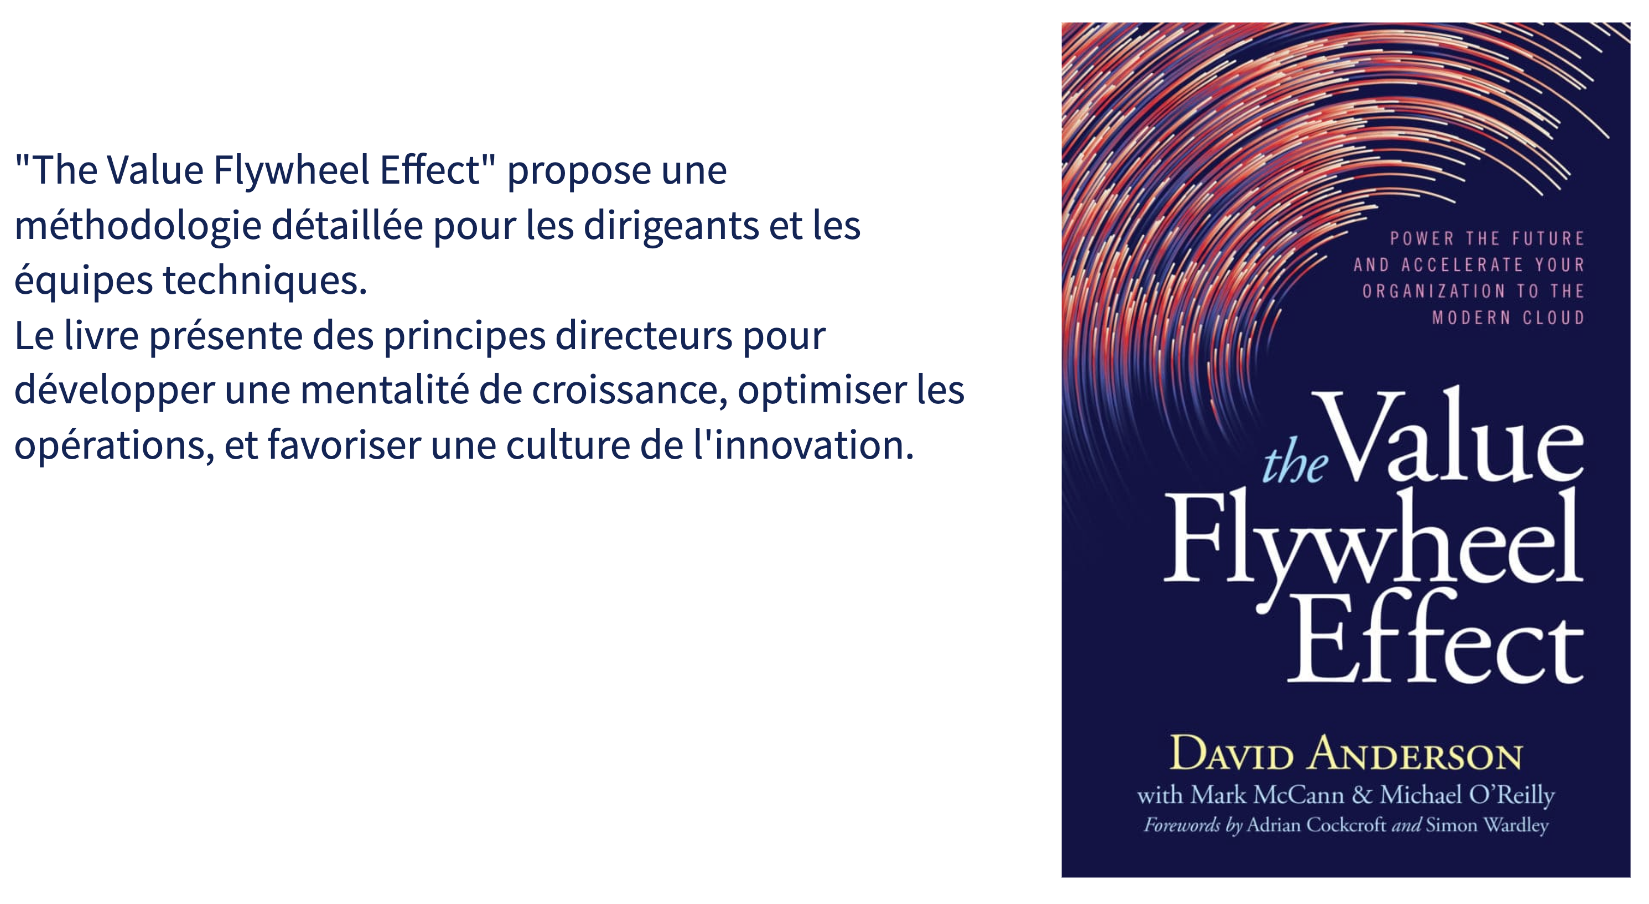 "The Value Flywheel Effect" propose une
méthodologie détaillée pour les dirigeants et les
équipes techniques.
Le livre présente des principes directeurs pour
développer une mentalité de croissance, optimiser les
opérations, et favoriser une culture de l'innovation.
POWER THE FUTURE
AND ACCELERATE YOUR
ORGANIZATION TO THE
MODERN CLOUD
the Value
Flywheel
Effect
DAVID ANDERSON
with Mark McCann & Michael O’Reilly
Forewords by Adrian Cockcroft and Simon Wardley